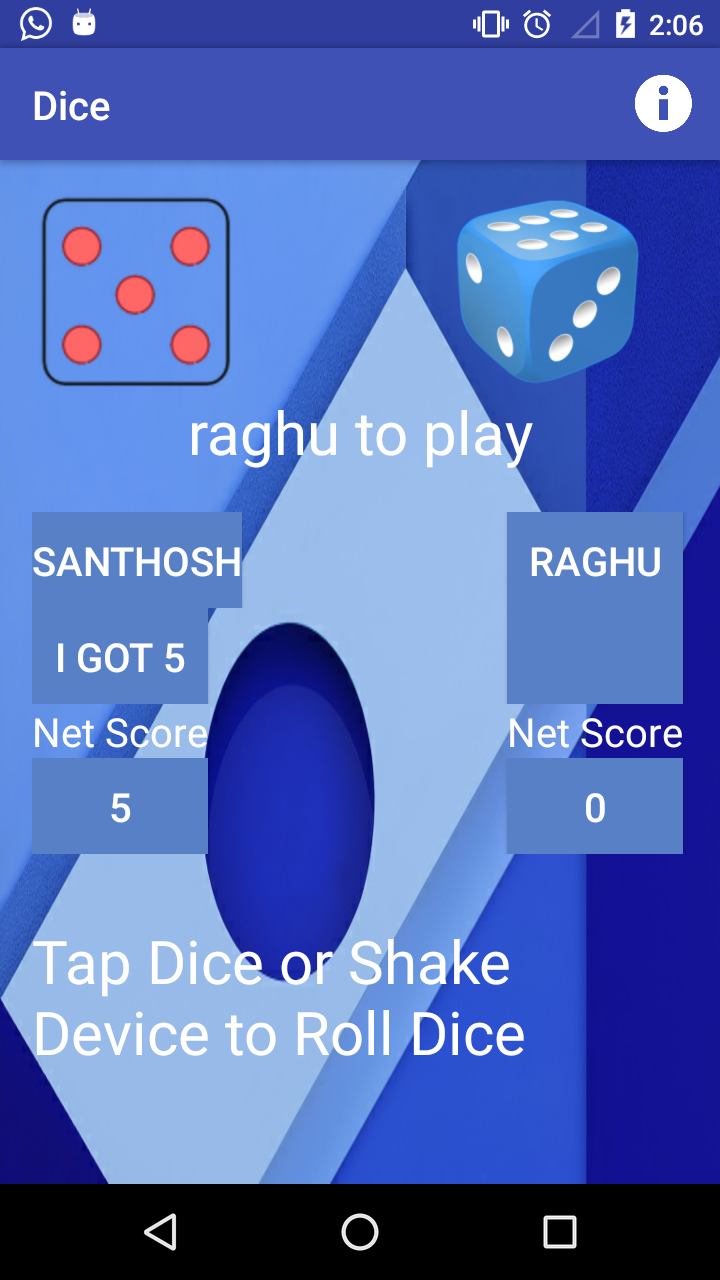 2:06
Dice
raghu to play
SANTHOSH
RAGHU
I GOT 5
Net Score
Net Score
5
0
Tap Dice or Shake
Device to Roll Dice